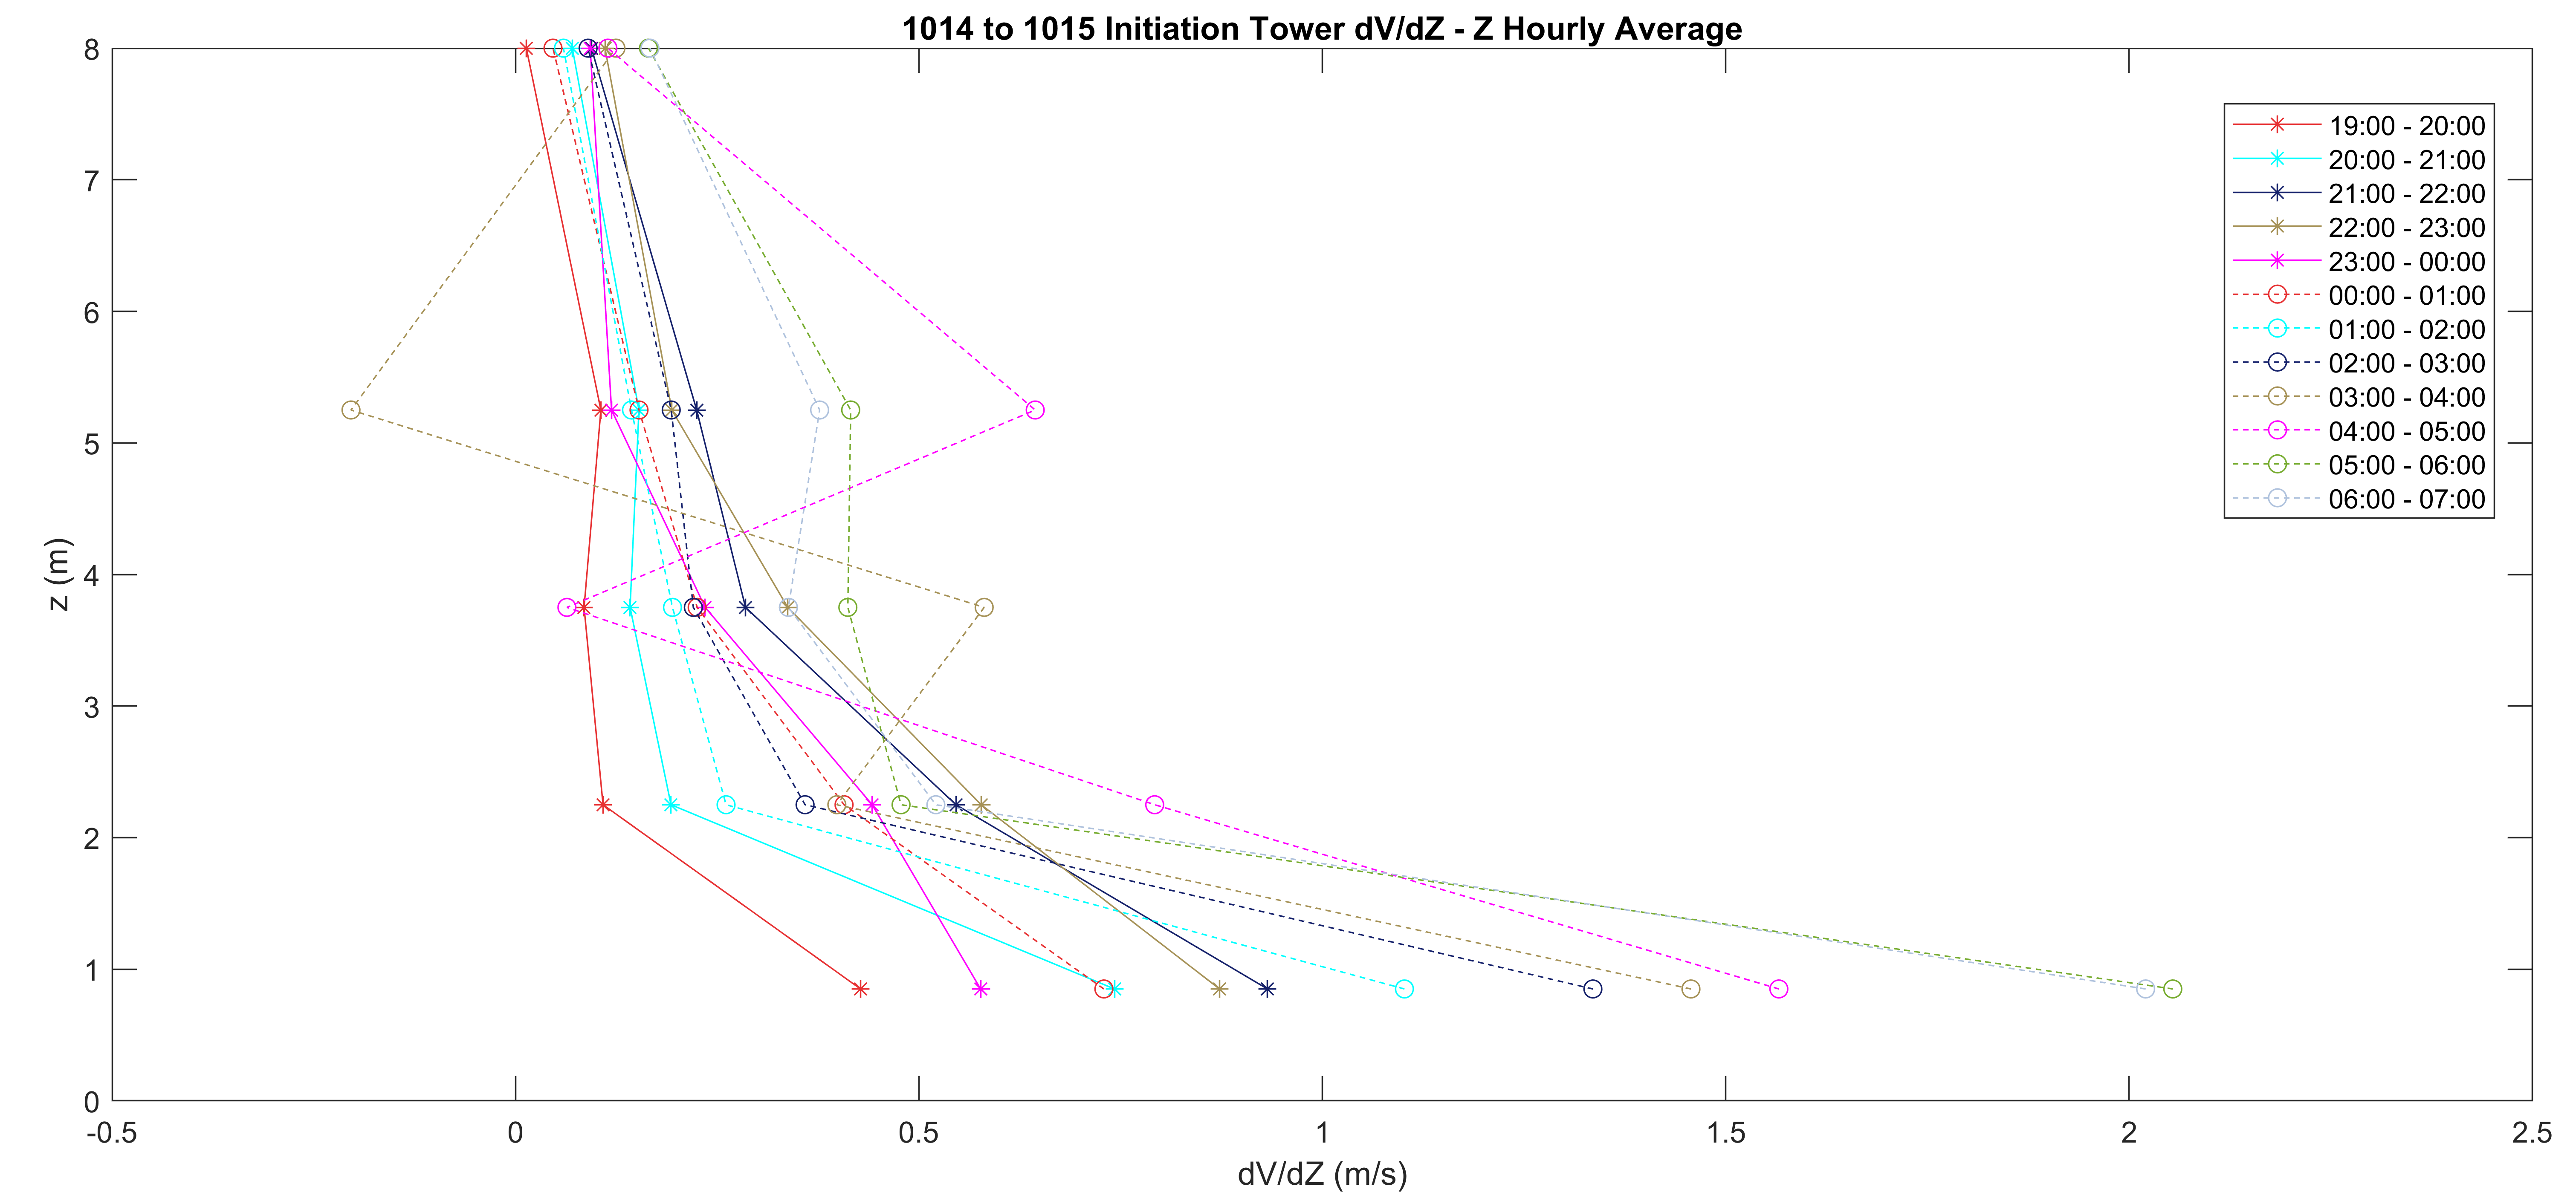 1014 to 1015 Initiation Tower dV/dZ - Z Hourly Average
8
7
6
5
4
3
2
1
0
z (m)
19:00 - 20:00
20:00 - 21:00
21:00 - 22:00
22:00 - 23:00
23:00 - 00:00
00:00 - 01:00
01:00 - 02:00
02:00 - 03:00
03:00 - 04:00
04:00 - 05:00
05:00 - 06:00
06:00 - 07:00
-0.5 0 0.5 1 1.5 2 2.5
dV/dZ (m/s)